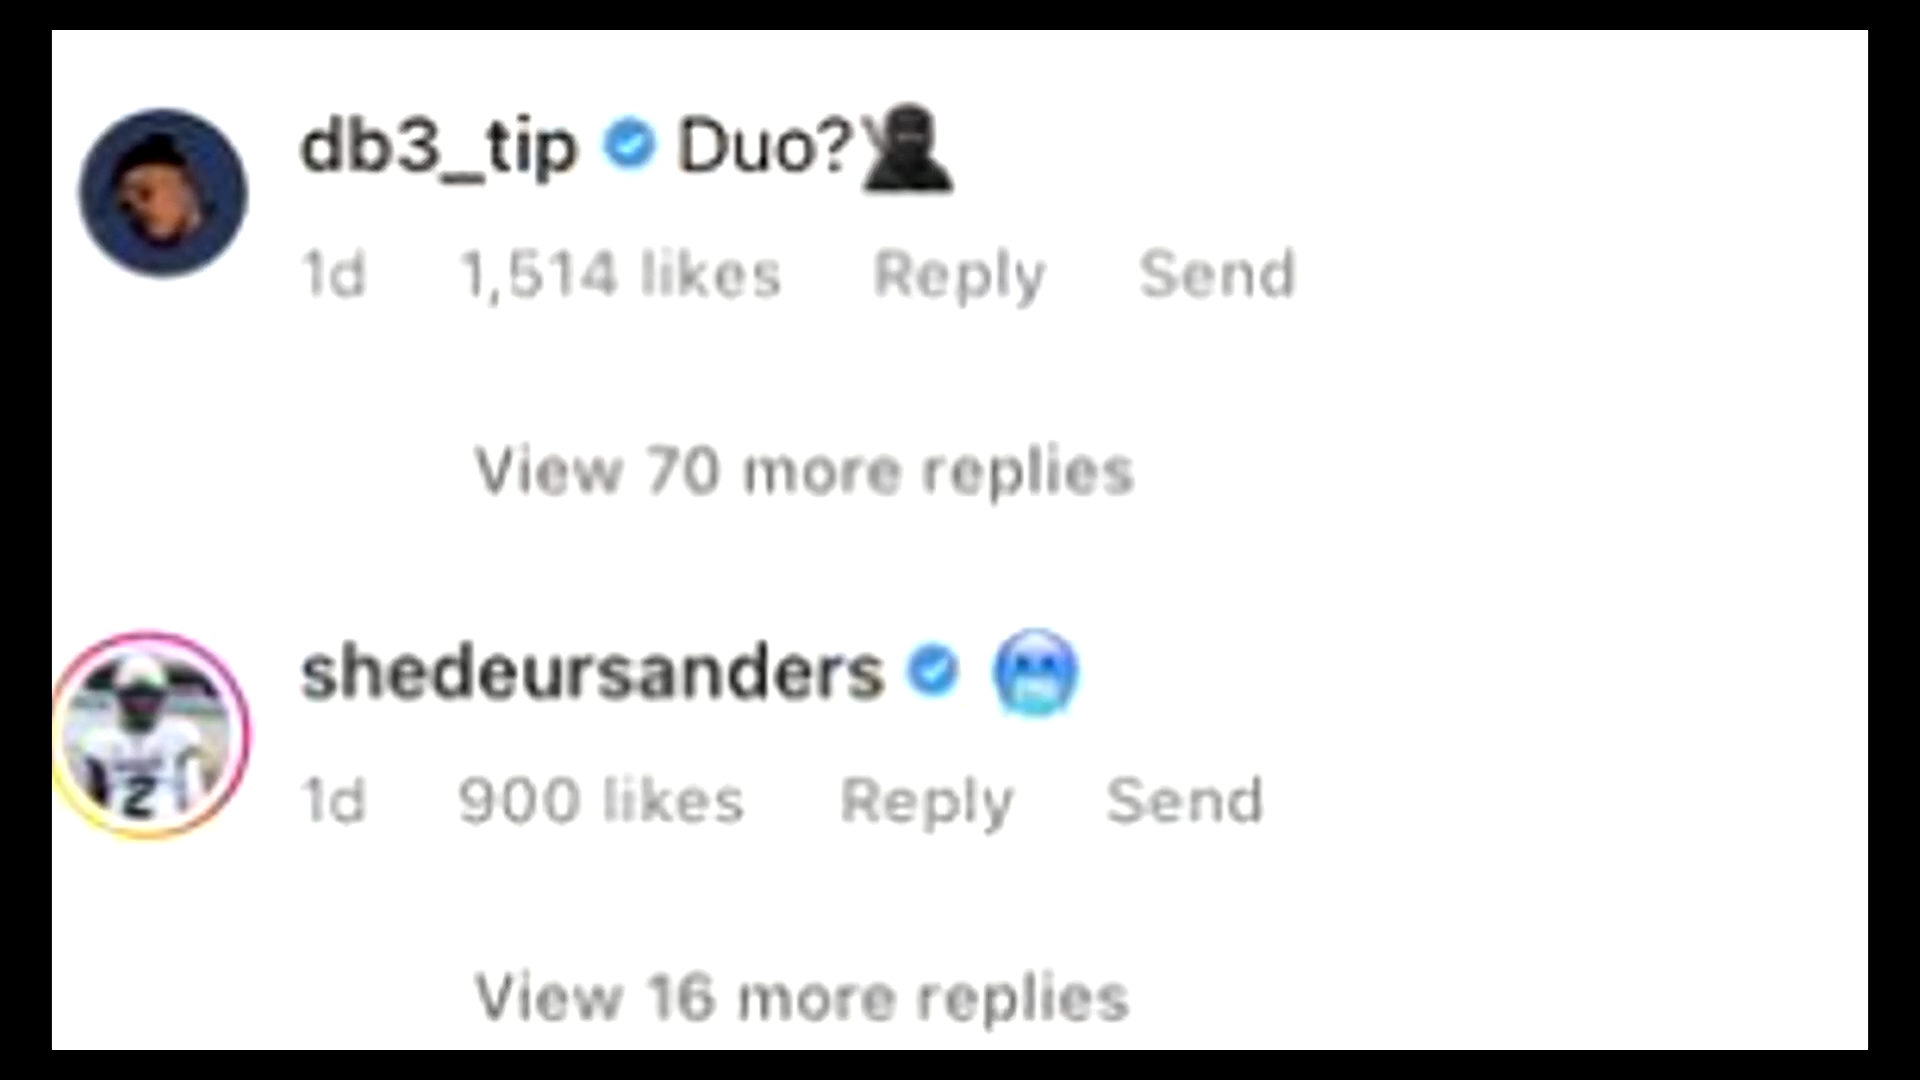 db3_tip Duo?🥷🏿
1d 1,514 likes Reply Send
View 70 more replies
shedeursanders 🥶
1d 900 likes Reply Send
View 16 more replies
2